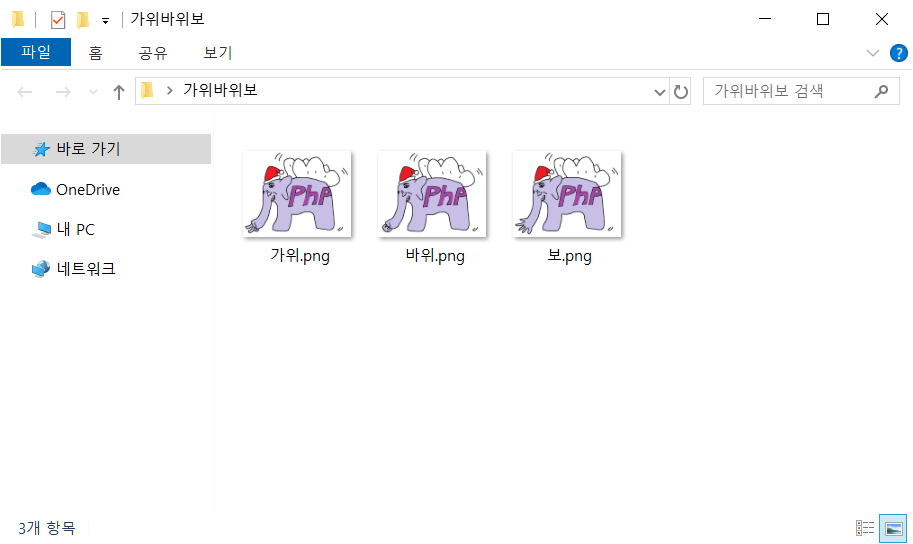 가위바위보
파일 홈 공유 보기
?
가위바위보
가위바위보 검색
바로 가기
OneDrive
내 PC
네트워크
PhP PhP PhP
가위.png 바위.png 보.png
3개 항목